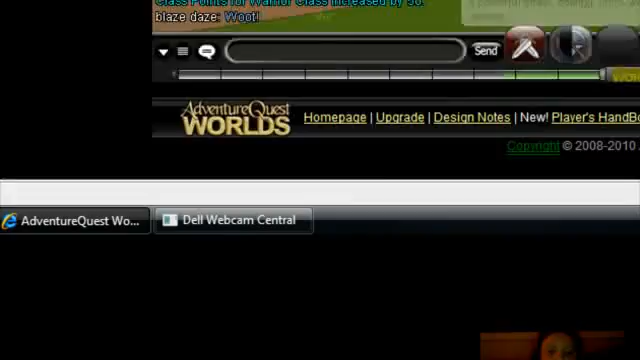 Class Points for Warrior Class increased by 50.
blaze daze: Woot!
Send
AdventureQuest WORLDS
Homepage | Upgrade | Design Notes | New! Player's HandBo
Copyright © 2008-2010
AdventureQuest Wo...
Dell Webcam Central